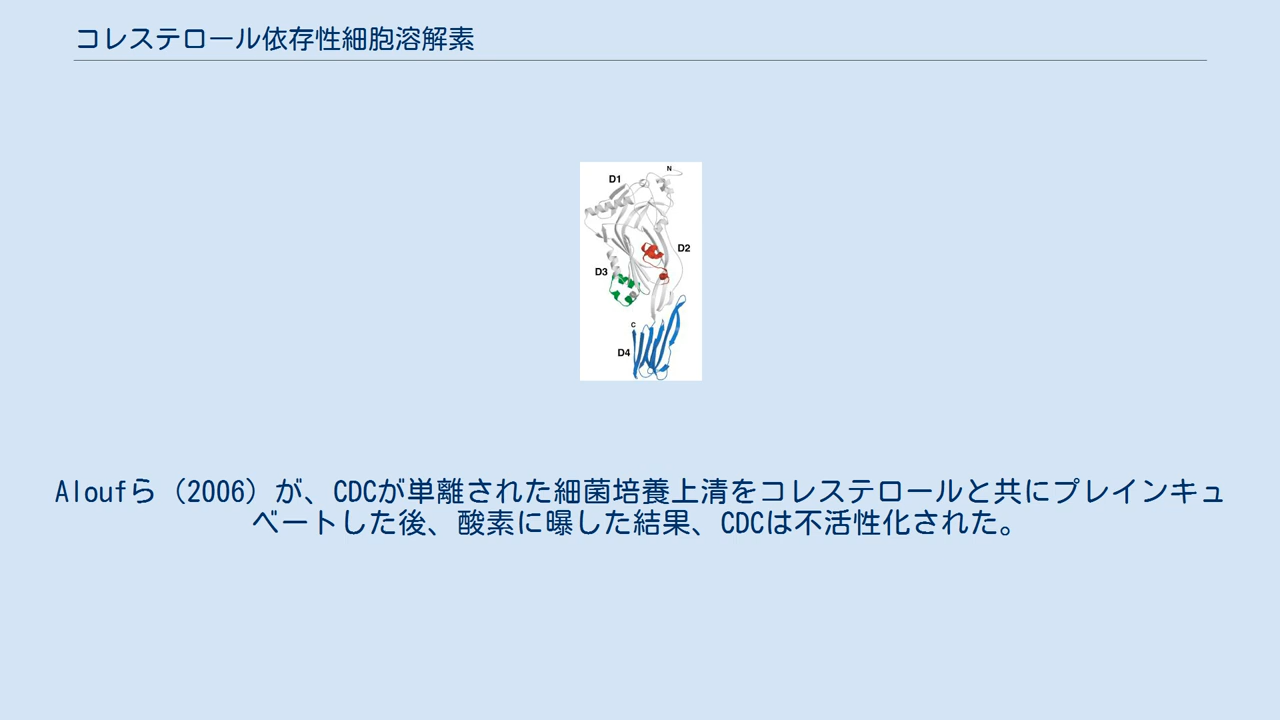 コレステロール依存性細胞溶解素
N
D1
D2
D3
C
D4
Aloufら（2006）が、CDCが単離された細菌培養上清をコレステロールと共にプレインキュ
ベートした後、酸素に曝した結果、CDCは不活性化された。